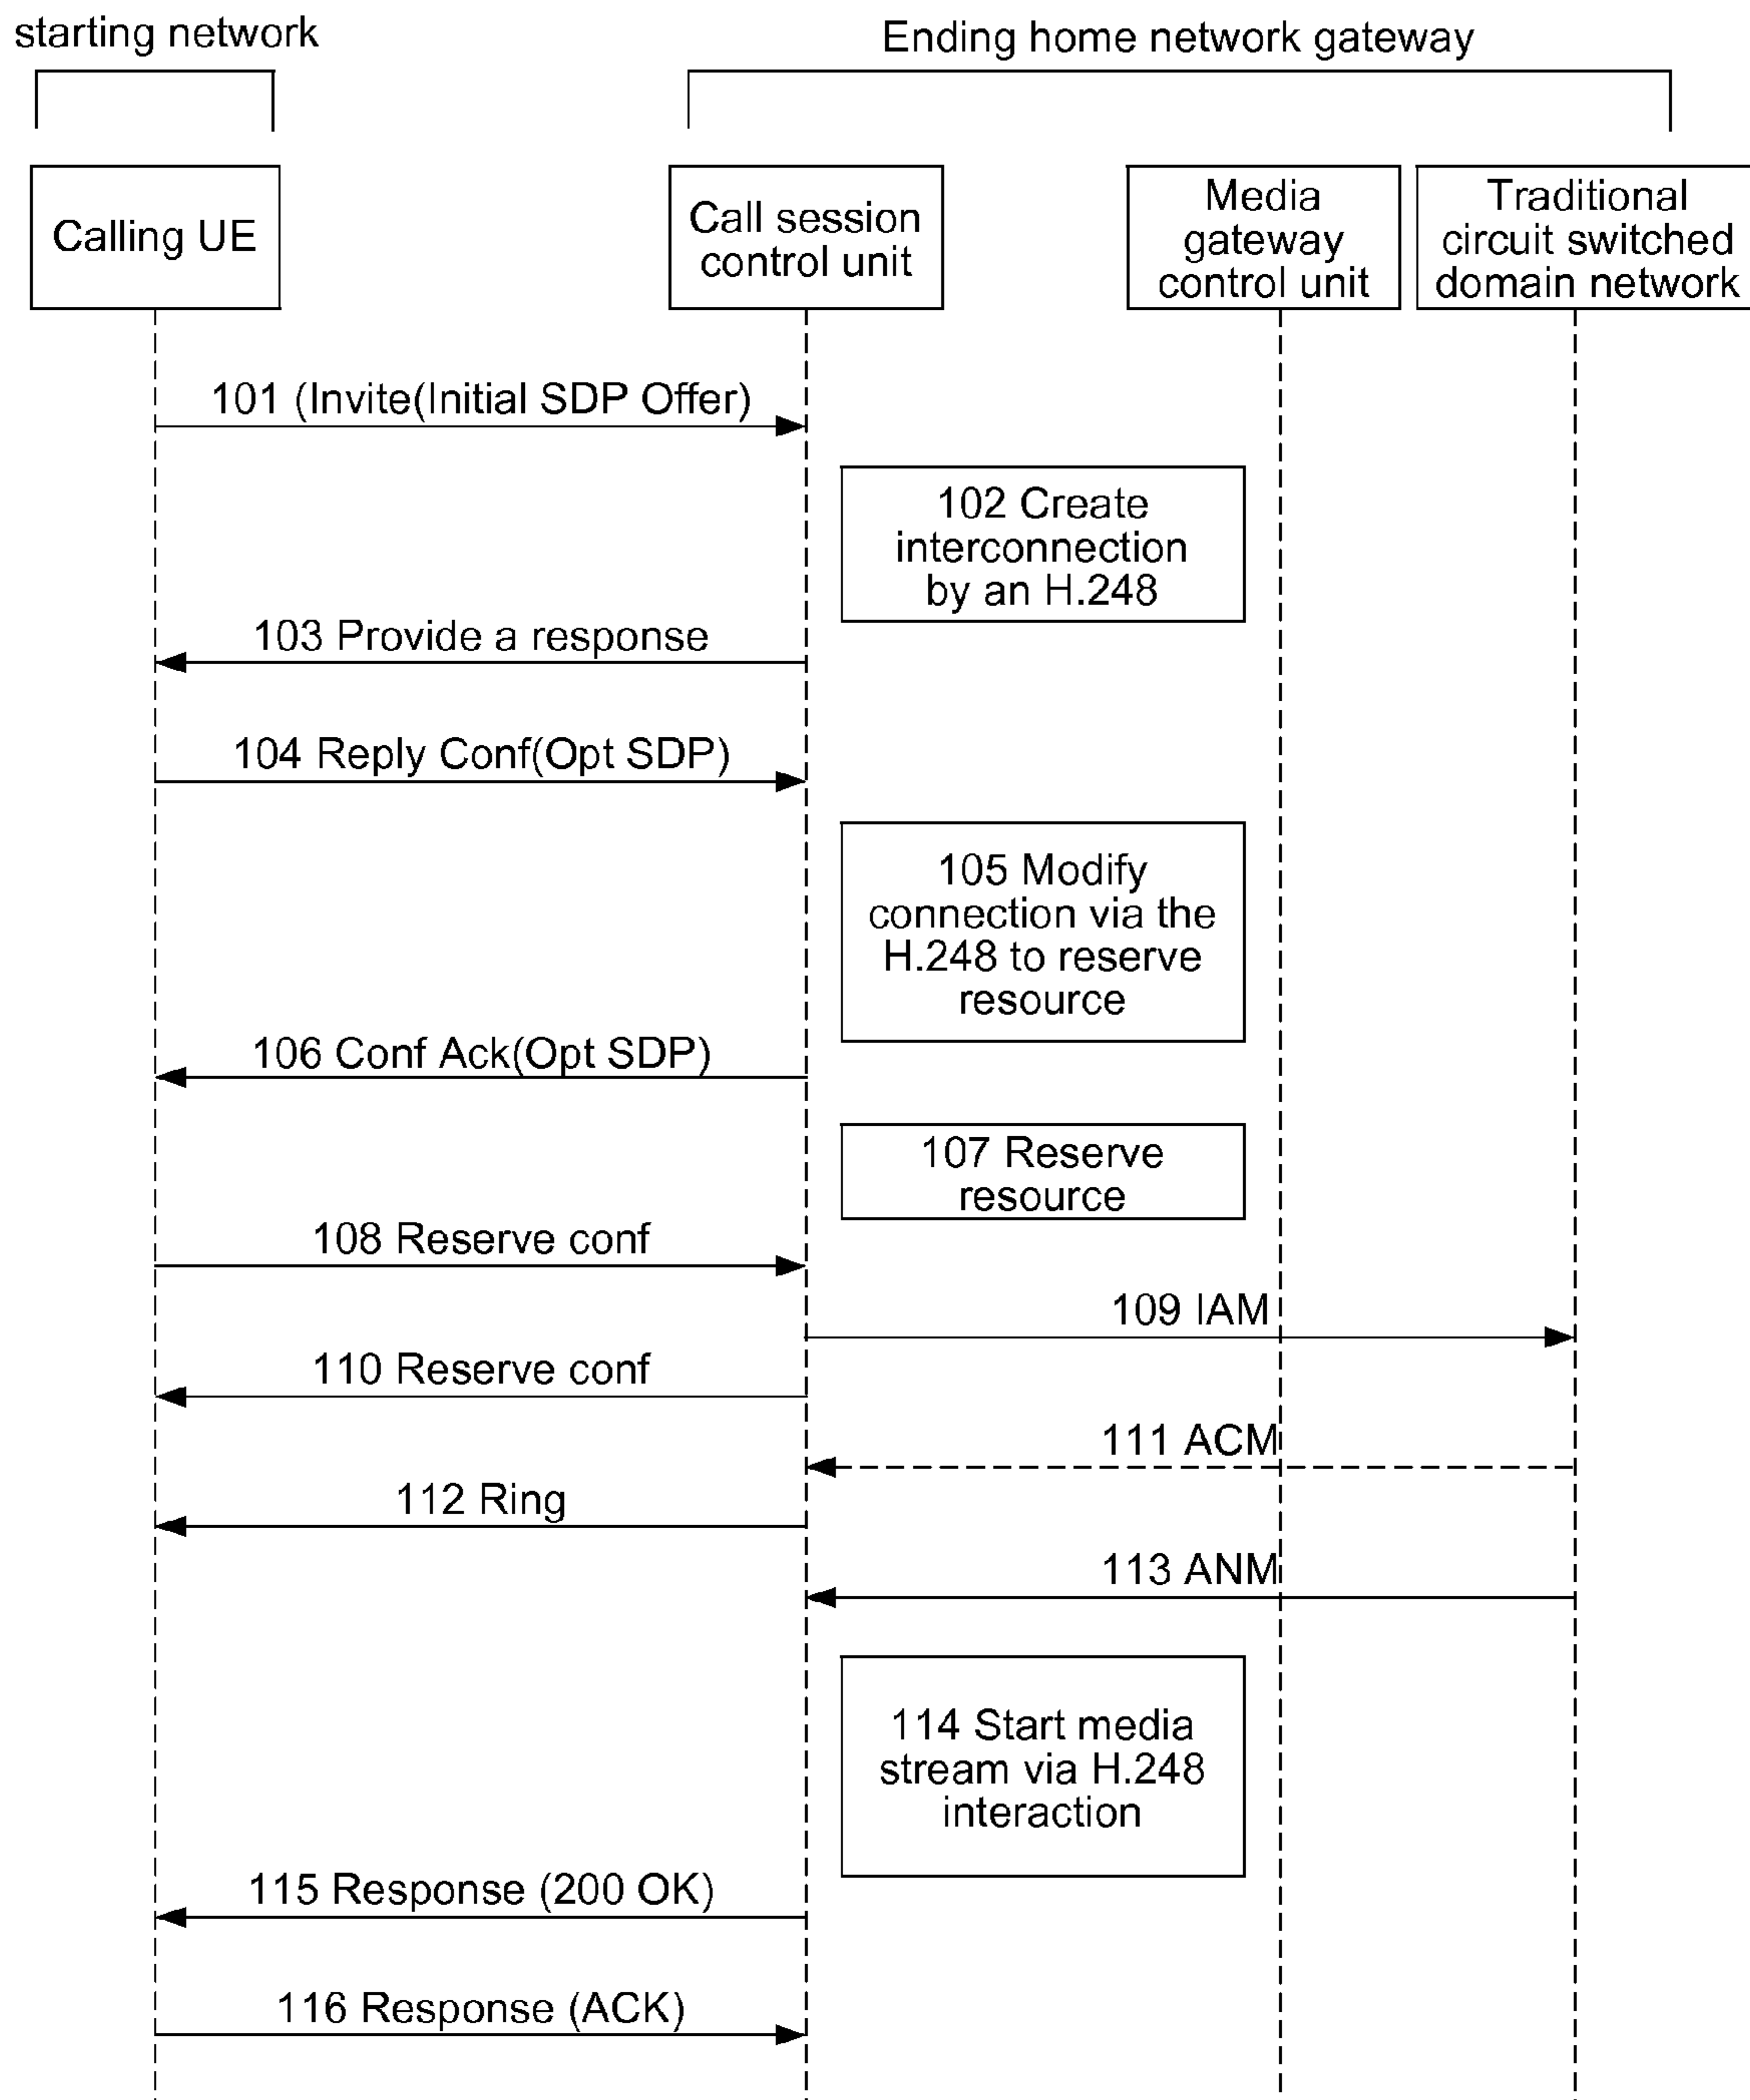 starting network
Ending home network gateway
Calling UE
Call session
control unit
Media
gateway
control unit
Traditional
circuit switched
domain network
101 (Invite(Initial SDP Offer)
102 Create
interconnection
by an H.248
103 Provide a response
104 Reply Conf(Opt SDP)
105 Modify
connection via the
H.248 to reserve
resource
106 Conf Ack(Opt SDP)
107 Reserve
resource
108 Reserve conf
109 IAM
110 Reserve conf
111 ACM
112 Ring
113 ANM
114 Start media
stream via H.248
interaction
115 Response (200 OK)
116 Response (ACK)